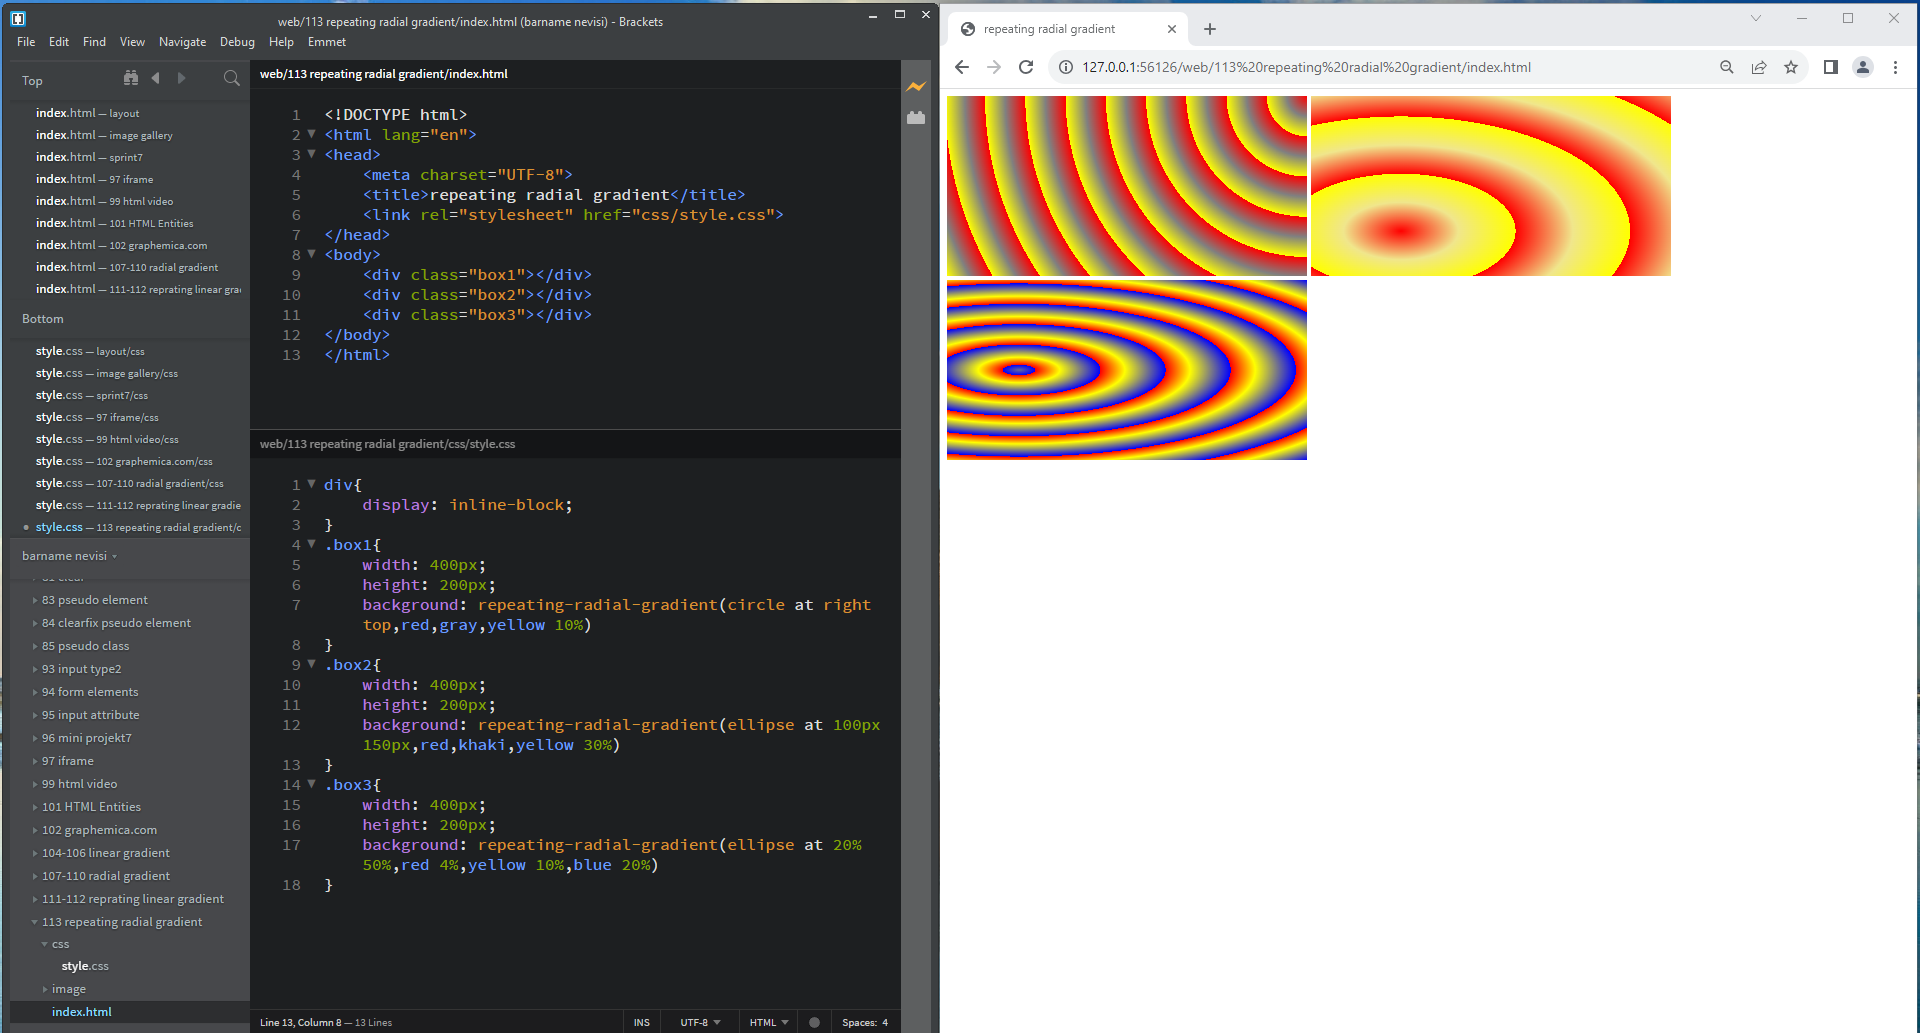 web/113 repeating radial gradient/index.html (barname nevisi) - Brackets
File Edit Find View Navigate Debug Help Emmet
Top
index.html — layout
index.html — image gallery
index.html — sprint7
index.html — 97 iframe
index.html — 99 html video
index.html — 101 HTML Entities
index.html — 102 graphemica.com
index.html — 107-110 radial gradient
index.html — 111-112 reprating linear gra
Bottom
style.css — layout/css
style.css — image gallery/css
style.css — sprint7/css
style.css — 97 iframe/css
style.css — 99 html video/css
style.css — 102 graphemica.com/css
style.css — 107-110 radial gradient/css
style.css — 111-112 reprating linear gradie
style.css — 113 repeating radial gradient/c
barname nevisi
83 pseudo element
84 clearfix pseudo element
85 pseudo class
93 input type2
94 form elements
95 input attribute
96 mini projekt7
97 iframe
99 html video
101 HTML Entities
102 graphemica.com
104-106 linear gradient
107-110 radial gradient
111-112 reprating linear gradient
113 repeating radial gradient
css
style.css
image
index.html
web/113 repeating radial gradient/index.html
1 <!DOCTYPE html>
2 <html lang="en">
3 <head>
4 <meta charset="UTF-8">
5 <title>repeating radial gradient</title>
6 <link rel="stylesheet" href="css/style.css">
7 </head>
8 <body>
9 <div class="box1"></div>
10 <div class="box2"></div>
11 <div class="box3"></div>
12 </body>
13 </html>
web/113 repeating radial gradient/css/style.css
1 div{
2 display: inline-block;
3 }
4 .box1{
5 width: 400px;
6 height: 200px;
7 background: repeating-radial-gradient(circle at right
top,red,gray,yellow 10%)
8 }
9 .box2{
10 width: 400px;
11 height: 200px;
12 background: repeating-radial-gradient(ellipse at 100px
150px,red,khaki,yellow 30%)
13 }
14 .box3{
15 width: 400px;
16 height: 200px;
17 background: repeating-radial-gradient(ellipse at 20%
50%,red 4%,yellow 10%,blue 20%)
18 }
Line 13, Column 8 — 13 Lines
INS UTF-8 HTML Spaces: 4
repeating radial gradient
127.0.0.1:56126/web/113%20repeating%20radial%20gradient/index.html